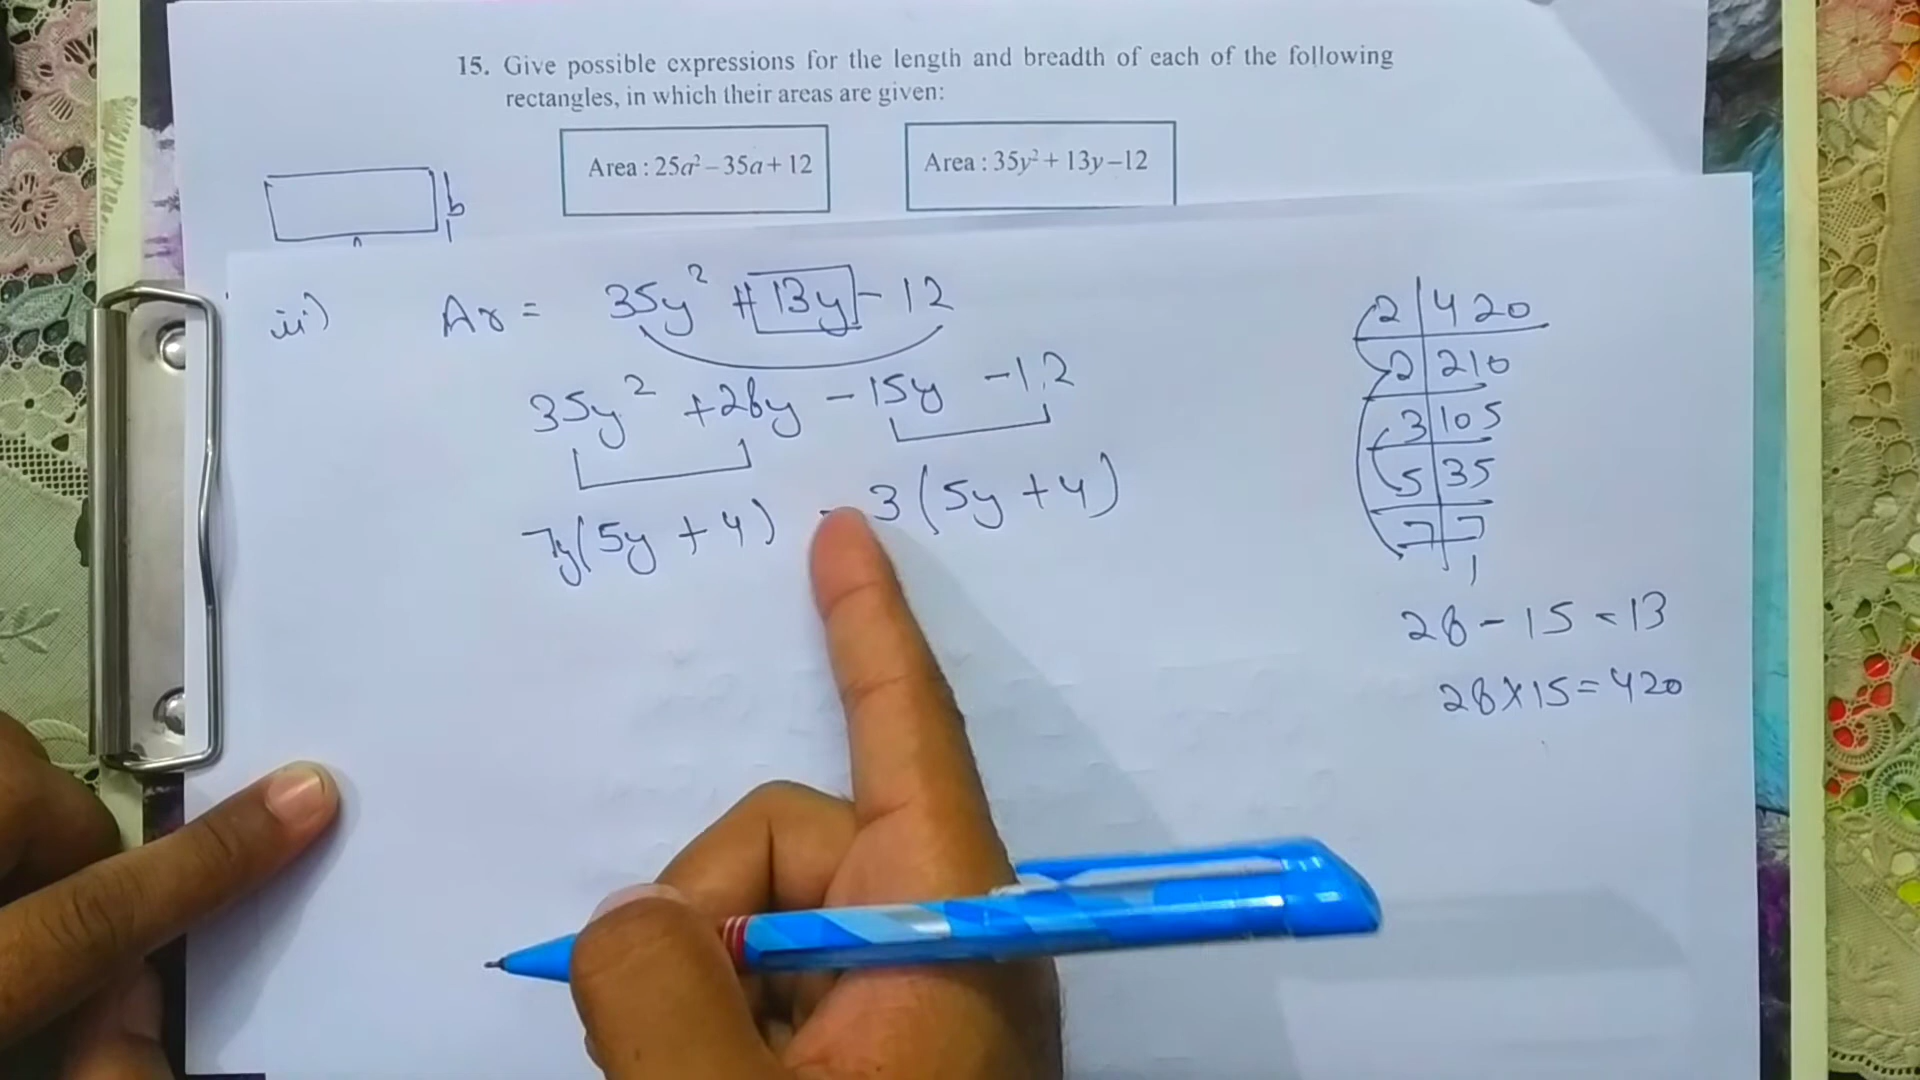 15. Give possible expressions for the length and breadth of each of the following
rectangles, in which their areas are given:
Area : 25a² – 35a + 12
Area : 35y² + 13y – 12
b
ii) Ar = 35y² + 13y - 12
35y² + 28y - 15y - 12
7y(5y + 4) - 3(5y + 4)
2 | 420
2 | 210
3 | 105
5 | 35
7 | 7
1
28 - 15 = 13
28 × 15 = 420